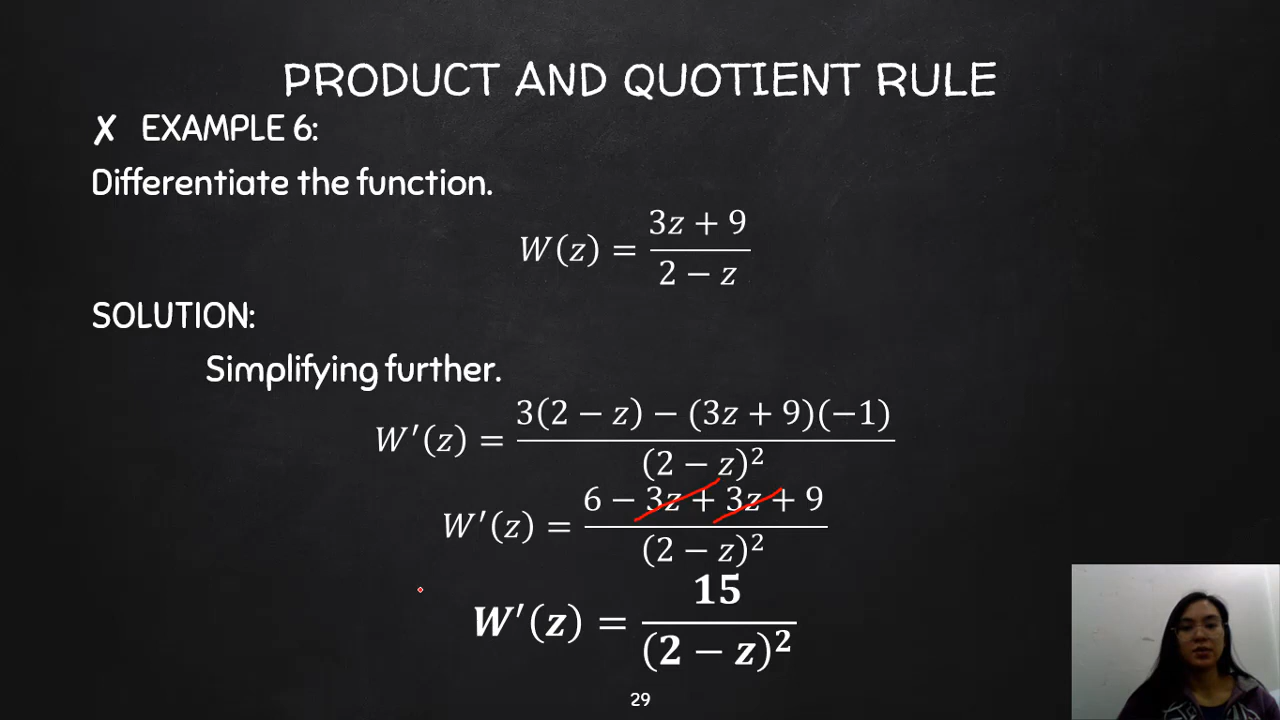 PRODUCT AND QUOTIENT RULE
✗ EXAMPLE 6:
Differentiate the function.
W(z) = (3z + 9)/(2 − z)
SOLUTION:
Simplifying further.
W′(z) = (3(2 − z) − (3z + 9)(−1))/(2 − z)²
W′(z) = (6 − 3z + 3z + 9)/(2 − z)²
W′(z) = 15/(2 − z)²
29